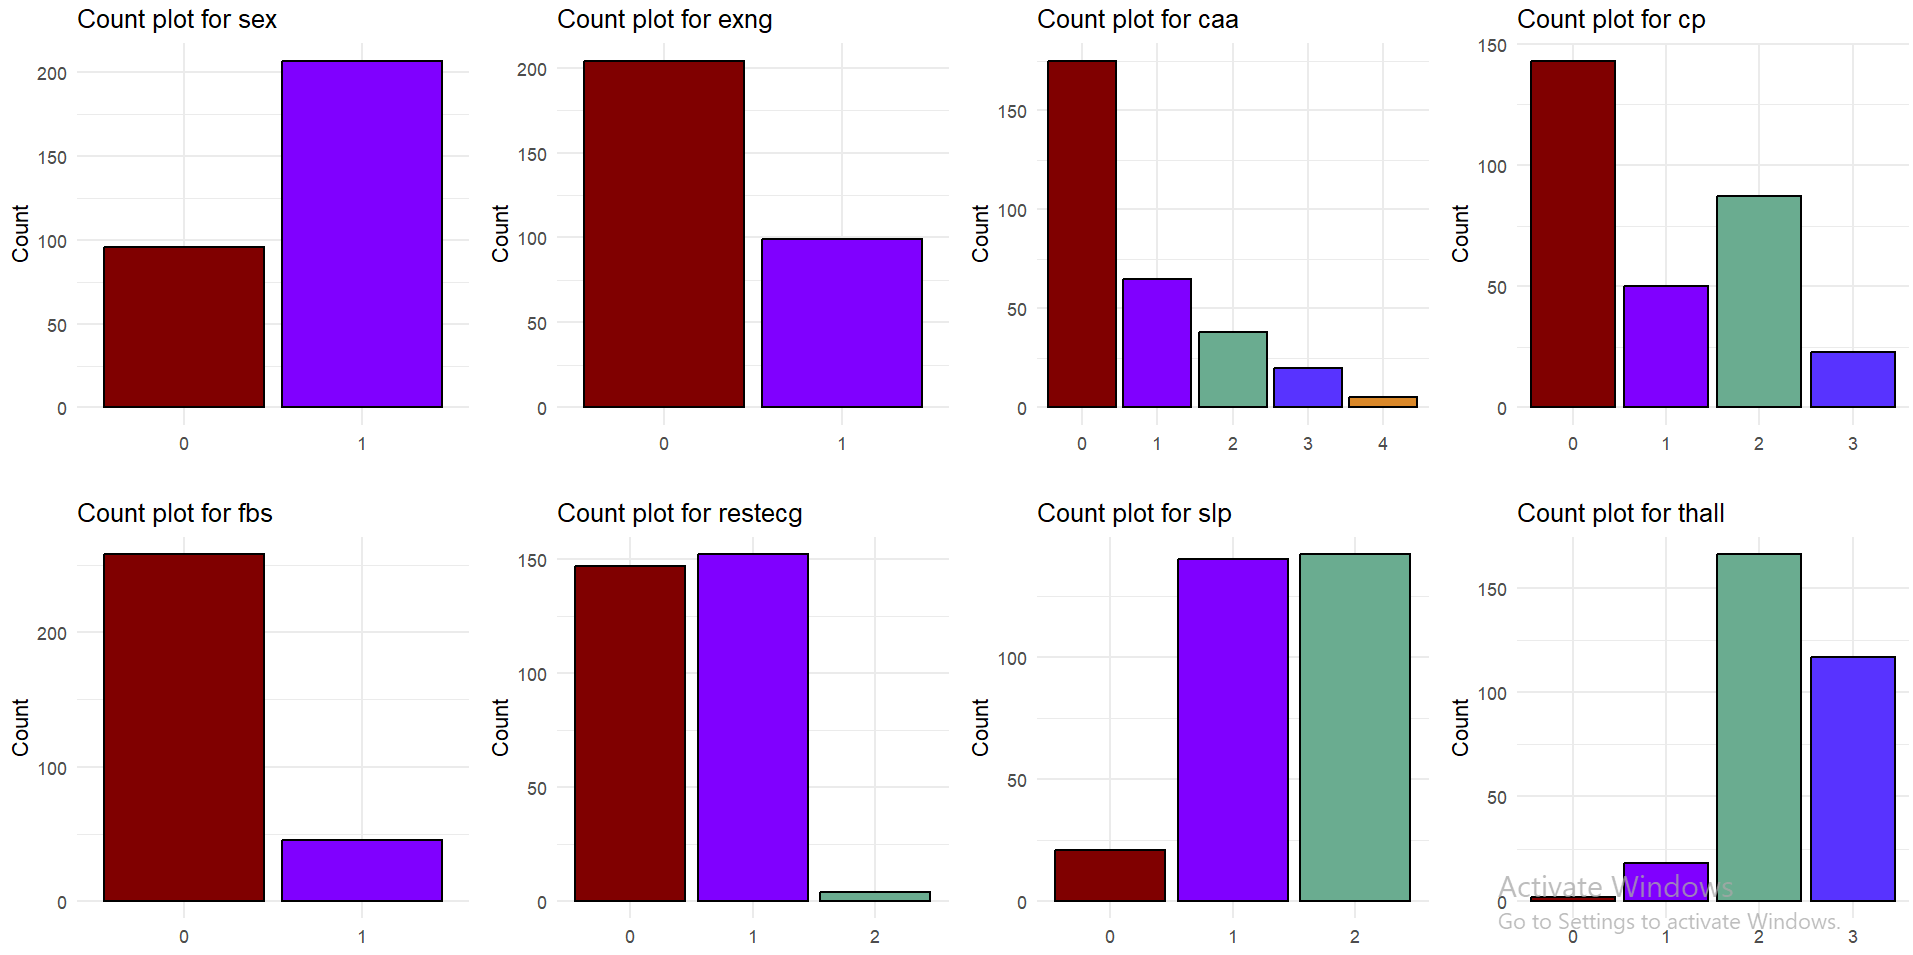 Count plot for sex
Count
200
150
100
50
0
0 1
Count plot for exng
Count
200
150
100
50
0
0 1
Count plot for caa
Count
150
100
50
0
0 1 2 3 4
Count plot for cp
Count
150
100
50
0
0 1 2 3
Count plot for fbs
Count
200
100
0
0 1
Count plot for restecg
Count
150
100
50
0
0 1 2
Count plot for slp
Count
100
50
0
0 1 2
Count plot for thall
Count
150
100
50
0
0 1 2 3
Activate Windows
Go to Settings to activate Windows.